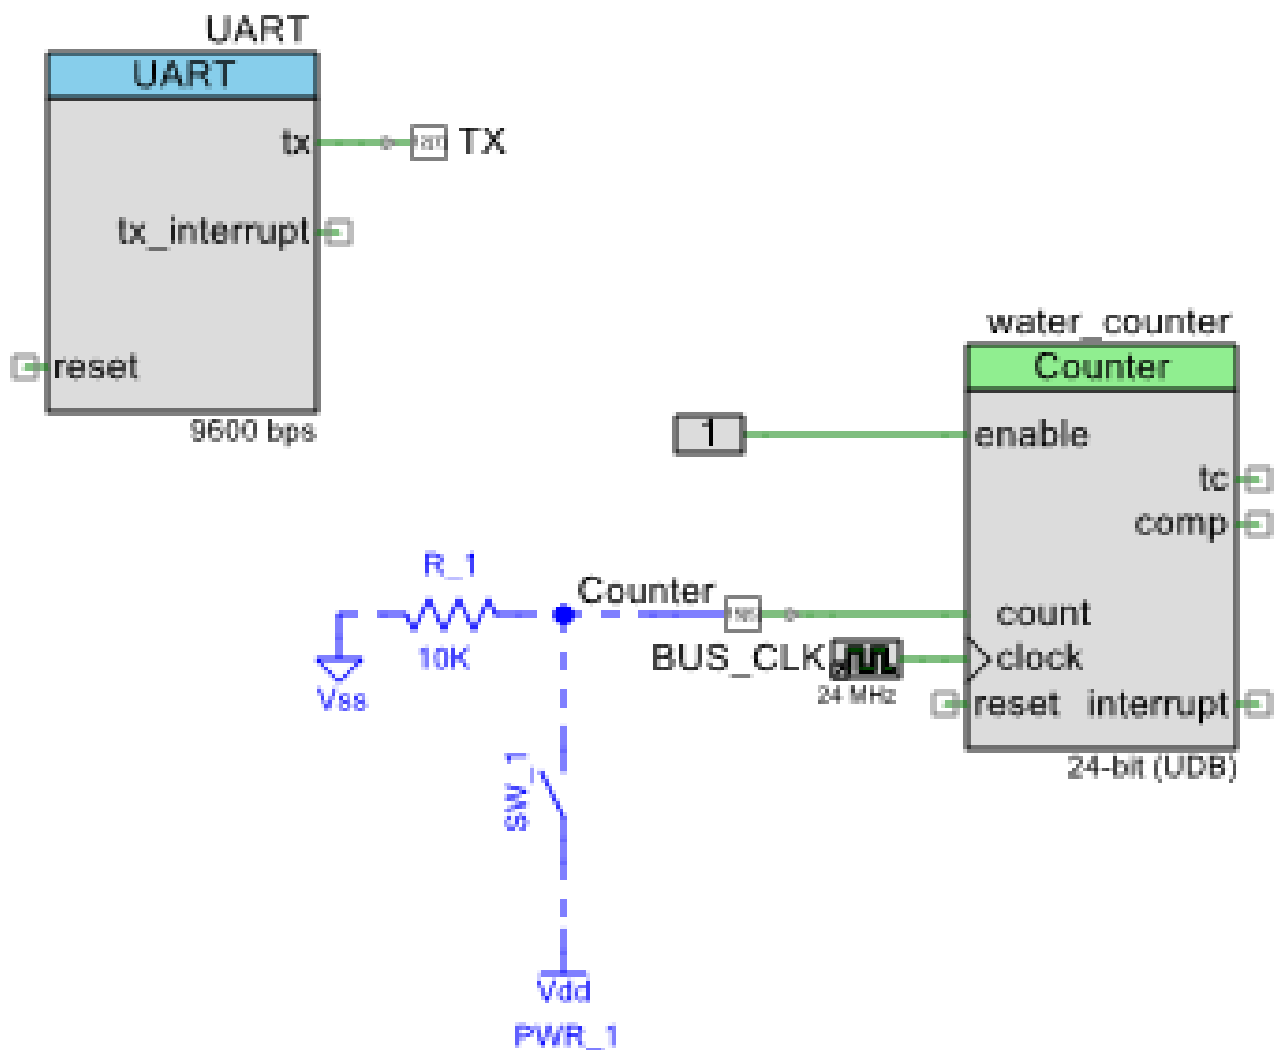 UART
UART
tx
TX
tx_interrupt
reset
9600 bps
water_counter
Counter
1
enable
tc
comp
R_1
Counter
count
10K
BUS_CLK
clock
Vss
24 MHz
reset
interrupt
SW_1
24-bit (UDB)
Vdd
PWR_1